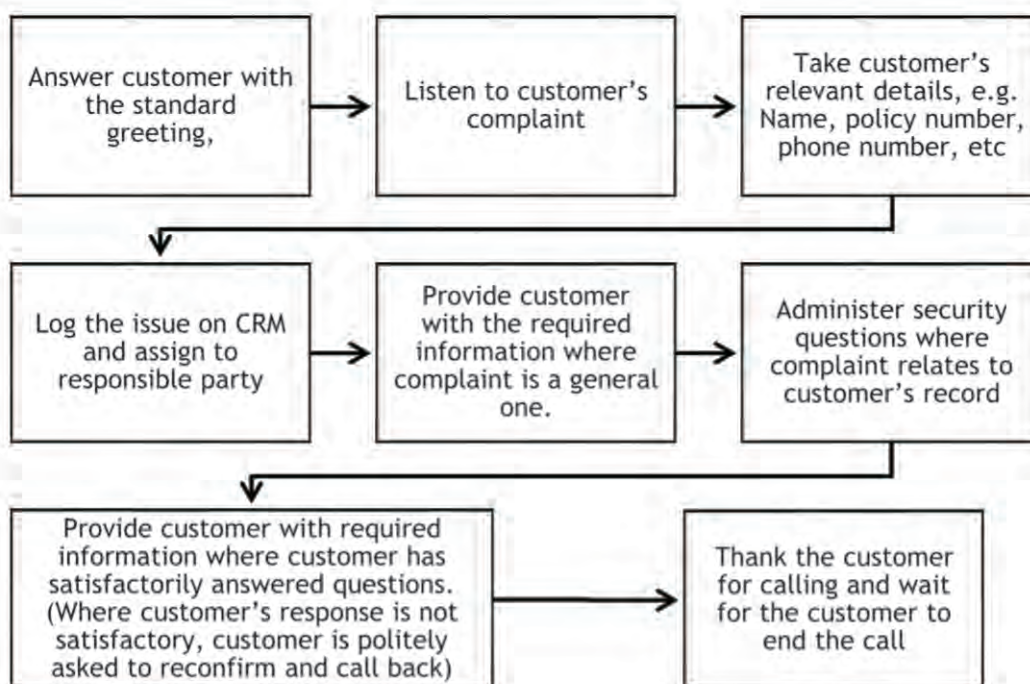 Answer customer with
the standard
greeting,
Listen to customer's
complaint
Take customer's
relevant details, e.g.
Name, policy number,
phone number, etc
Log the issue on CRM
and assign to
responsible party
Provide customer
with the required
information where
complaint is a general
one.
Administer security
questions where
complaint relates to
customer's record
Provide customer with required
information where customer has
satisfactorily answered questions.
(Where customer's response is not
satisfactory, customer is politely
asked to reconfirm and call back)
Thank the customer
for calling and wait
for the customer to
end the call